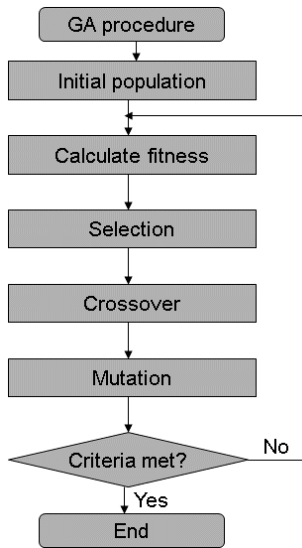 GA procedure
Initial population
Calculate fitness
Selection
Crossover
Mutation
Criteria met?
No
Yes
End